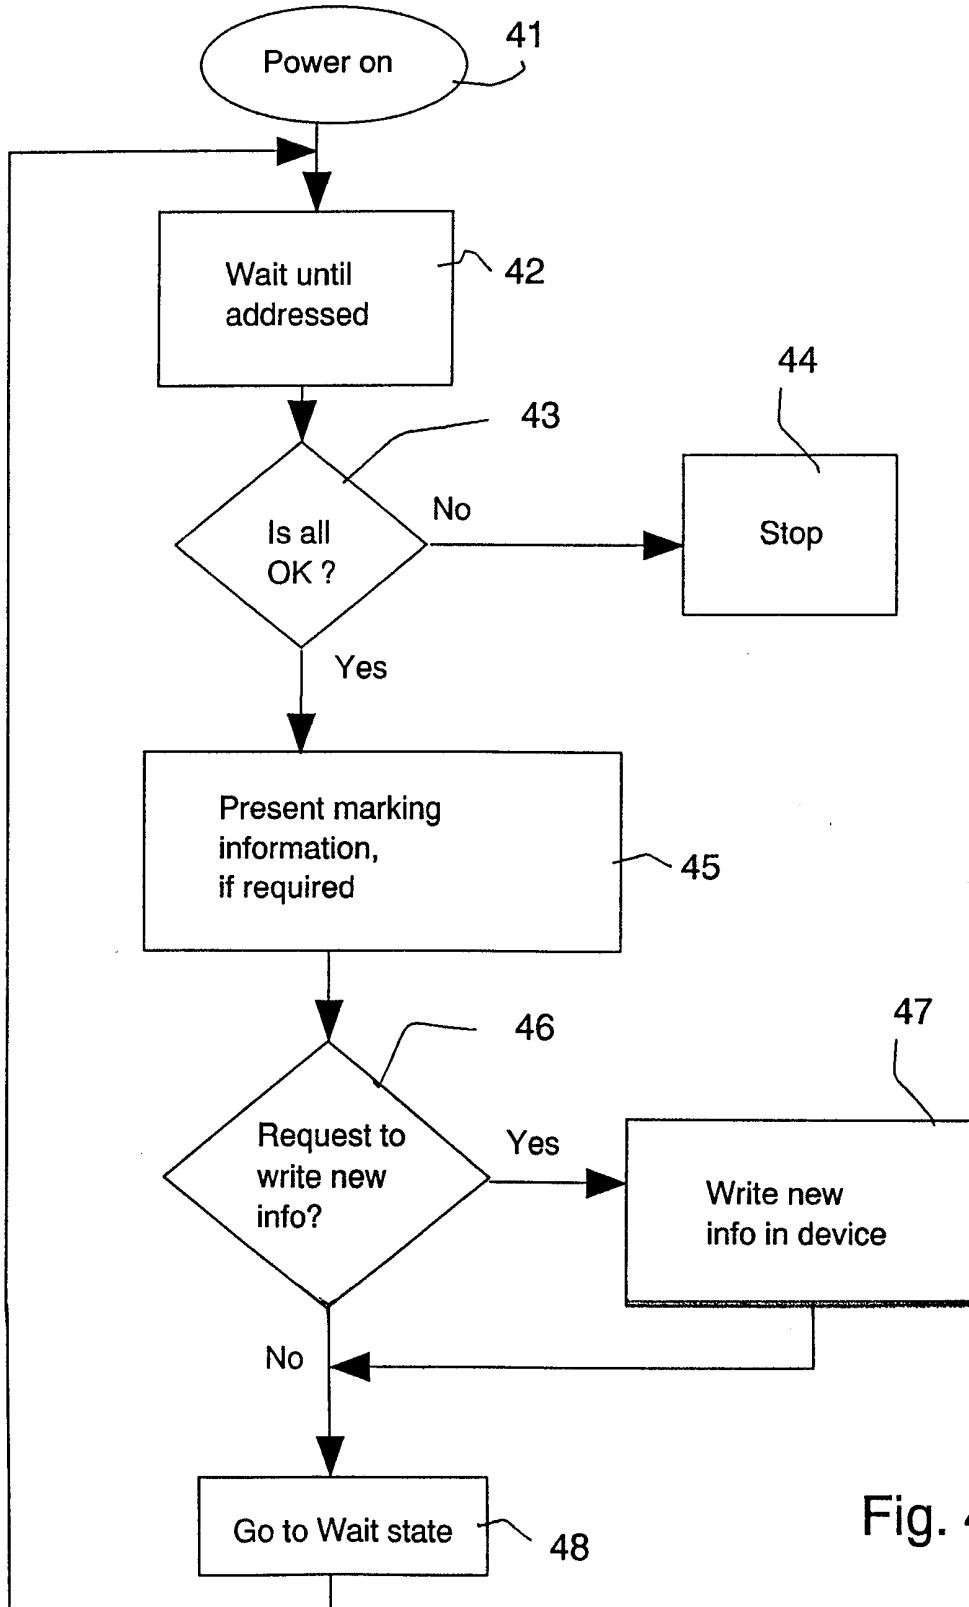 Power on
41
Wait until
addressed
42
43
44
Is all
OK ?
No
Stop
Yes
Present marking
information,
if required
45
46
47
Request to
write new
info?
Yes
Write new
info in device
No
Go to Wait state
48
Fig.